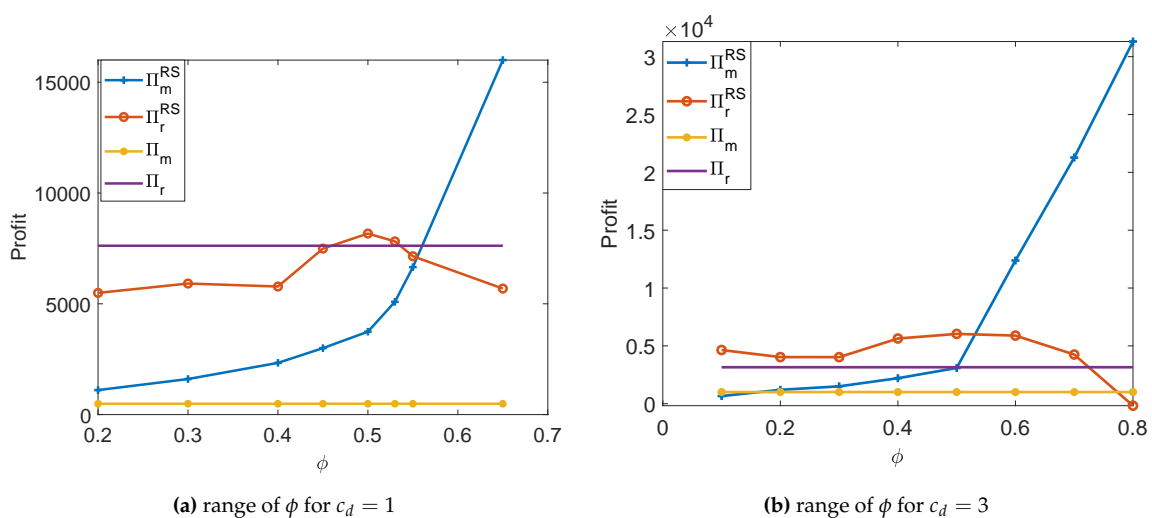 Profit
15000
10000
5000
0
0.2
0.3
0.4
0.5
0.6
0.7
ϕ
Π_m^RS
Π_r^RS
Π_m
Π_r
(a) range of ϕ for c_d = 1
×10^4
Profit
3
2.5
2
1.5
1
0.5
0
0
0.2
0.4
0.6
0.8
ϕ
Π_m^RS
Π_r^RS
Π_m
Π_r
(b) range of ϕ for c_d = 3